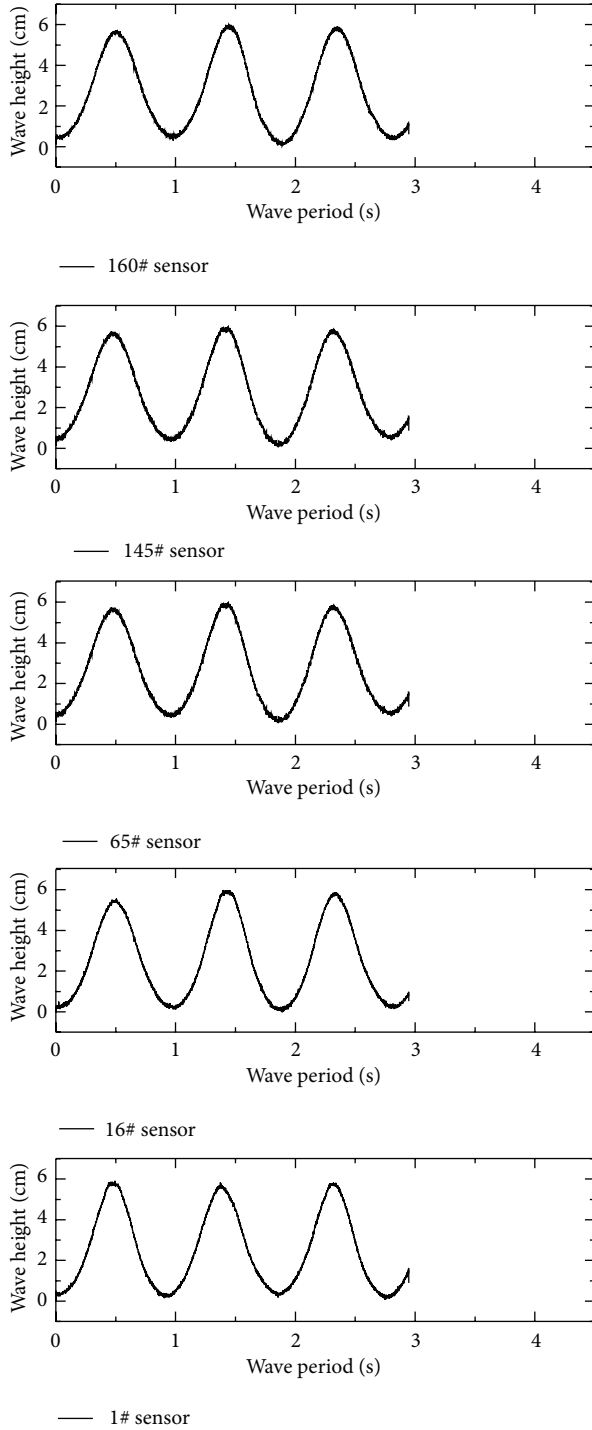 Wave height (cm)
6
4
2
0
0 1 2 3 4
Wave period (s)
160# sensor
Wave height (cm)
6
4
2
0
0 1 2 3 4
Wave period (s)
145# sensor
Wave height (cm)
6
4
2
0
0 1 2 3 4
Wave period (s)
65# sensor
Wave height (cm)
6
4
2
0
0 1 2 3 4
Wave period (s)
16# sensor
Wave height (cm)
6
4
2
0
0 1 2 3 4
Wave period (s)
1# sensor